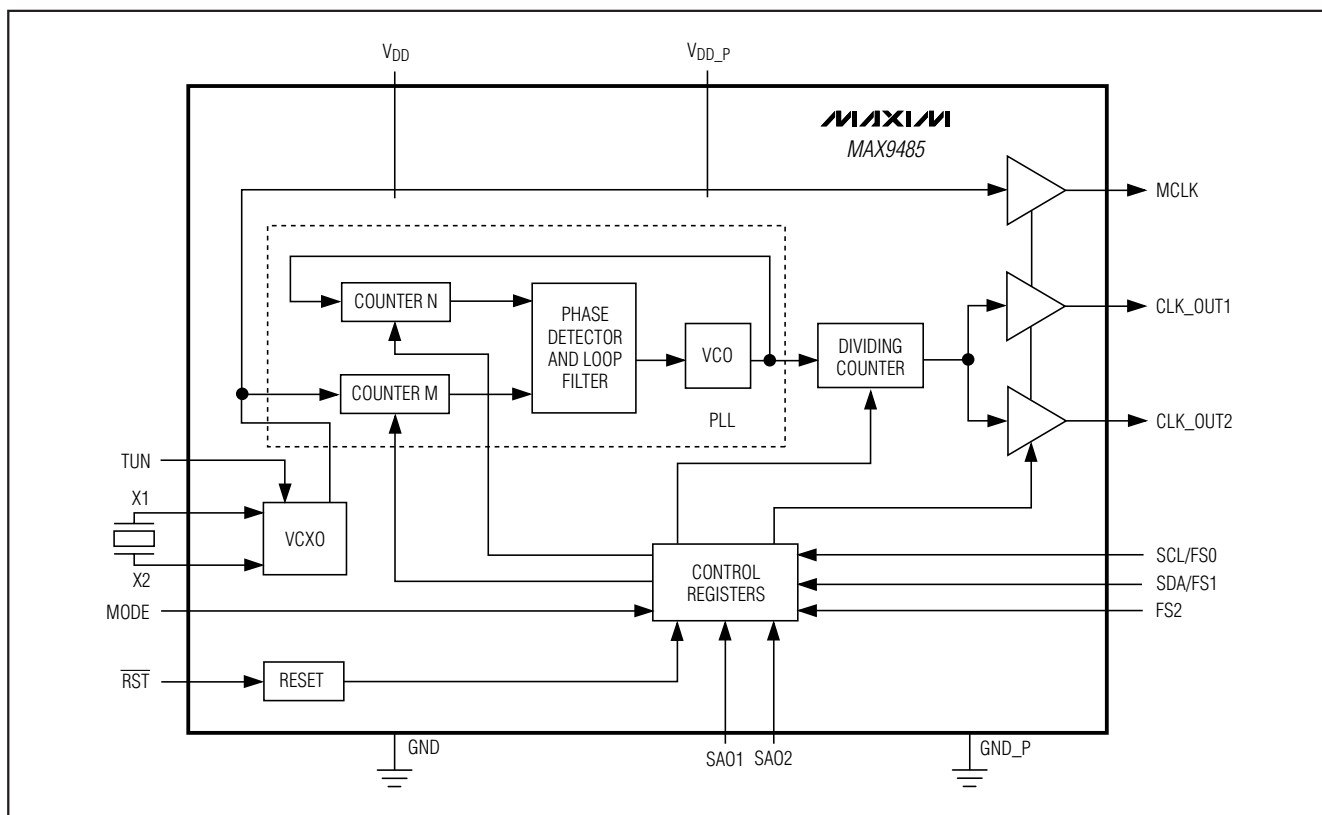 VDD
VDD_P
MAXIM
MAX9485
MCLK
COUNTER N
PHASE
DETECTOR
AND LOOP
FILTER
VCO
DIVIDING
COUNTER
CLK_OUT1
COUNTER M
PLL
CLK_OUT2
TUN
X1
VCXO
X2
MODE
CONTROL
REGISTERS
SCL/FS0
SDA/FS1
FS2
RST
RESET
GND
SAO1
SAO2
GND_P